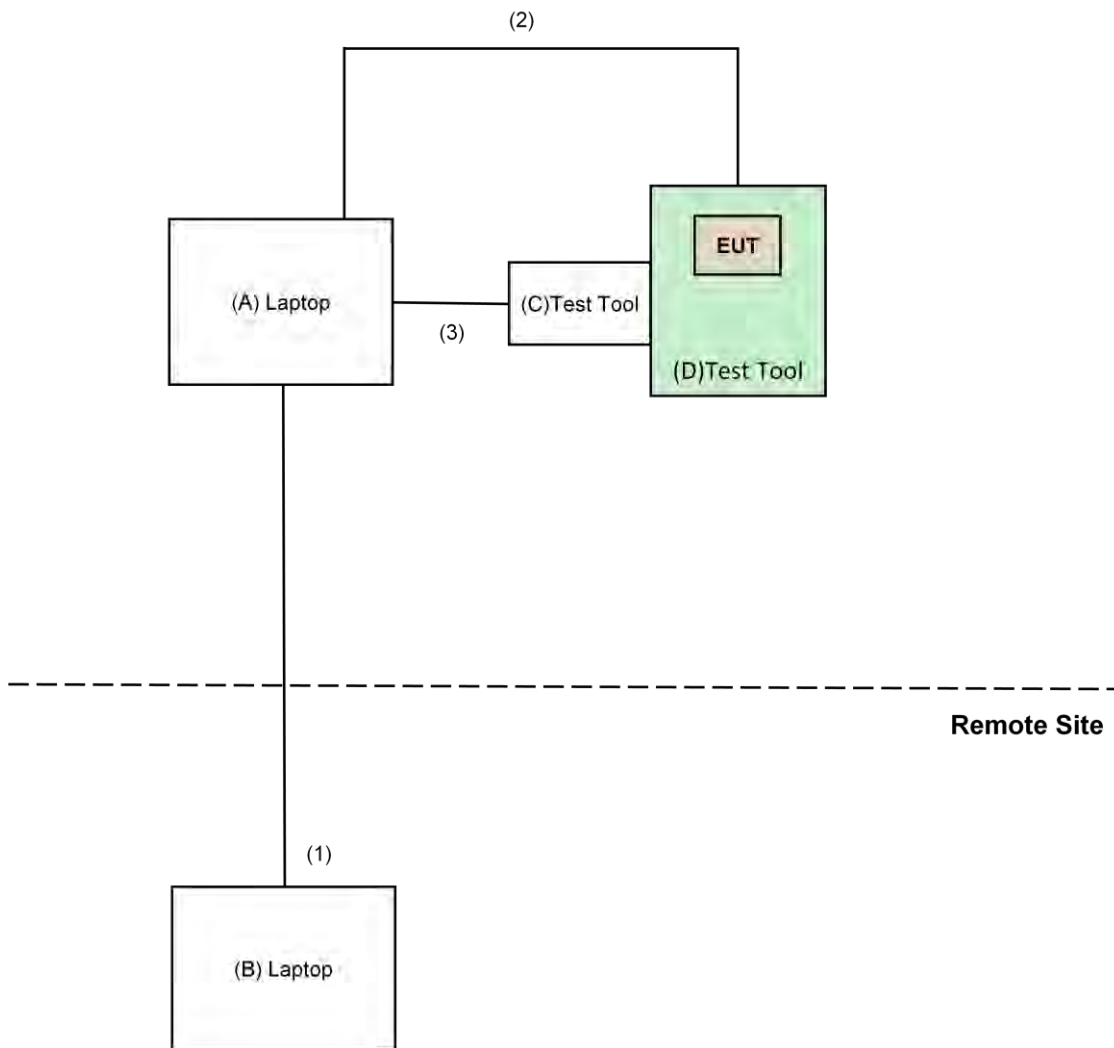 (2)
EUT
(A) Laptop
(C)Test Tool
(3)
(D)Test Tool
Remote Site
(1)
(B) Laptop